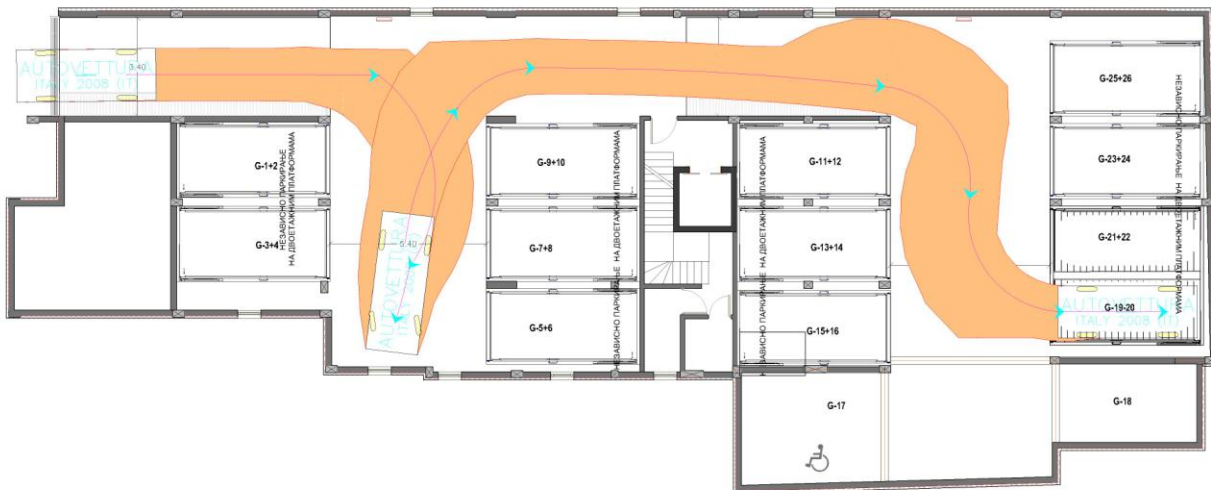 AUTOVETTURA
ITALY 2008 (IT)
3.40
G-1+2
G-3+4
НЕЗАВИСНО ПАРКИРАЊЕ
НА ДВОЕТАЖНИМ ПЛАТФОРМАМА
5.40
AUTOVETTURA
G-9+10
G-7+8
G-5+6
НЕЗАВИСНО ПАРКИРАЊЕ НА ДВОЕТАЖНИМ ПЛАТФОРМАМА
G-11+12
G-13+14
G-15+16
НЕЗАВИСНО ПАРКИРАЊЕ НА ДВОЕТАЖНИМ ПЛАТФОРМАМА
G-17
G-25+26
G-23+24
G-21+22
G-19-20
НЕЗАВИСНО ПАРКИРАЊЕ НА ДВОЕТАЖНИМ ПЛАТФОРМАМА
AUTOVETTURA
ITALY 2008 (IT)
G-18